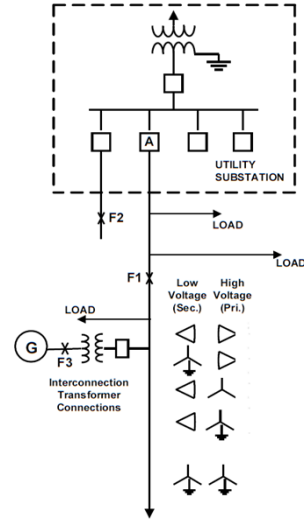 A
UTILITY
SUBSTATION
F2
LOAD
LOAD
F1
Low
Voltage
(Sec.)
High
Voltage
(Pri.)
LOAD
G
F3
Interconnection
Transformer
Connections